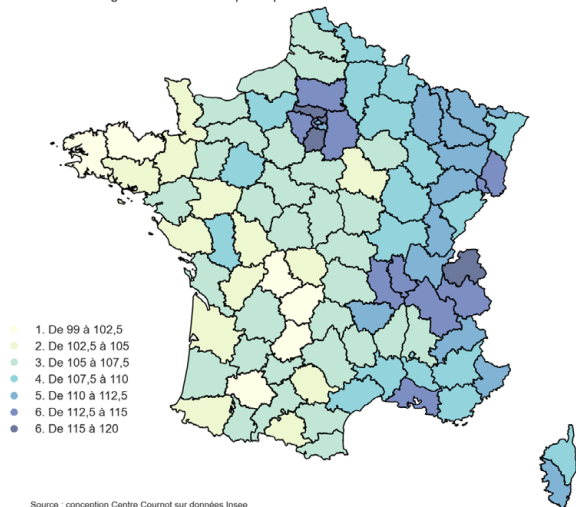 1. De 99 à 102,5
2. De 102,5 à 105
3. De 105 à 107,5
4. De 107,5 à 110
5. De 110 à 112,5
6. De 112,5 à 115
6. De 115 à 120
Source : conception Centre Cournot sur données Insee